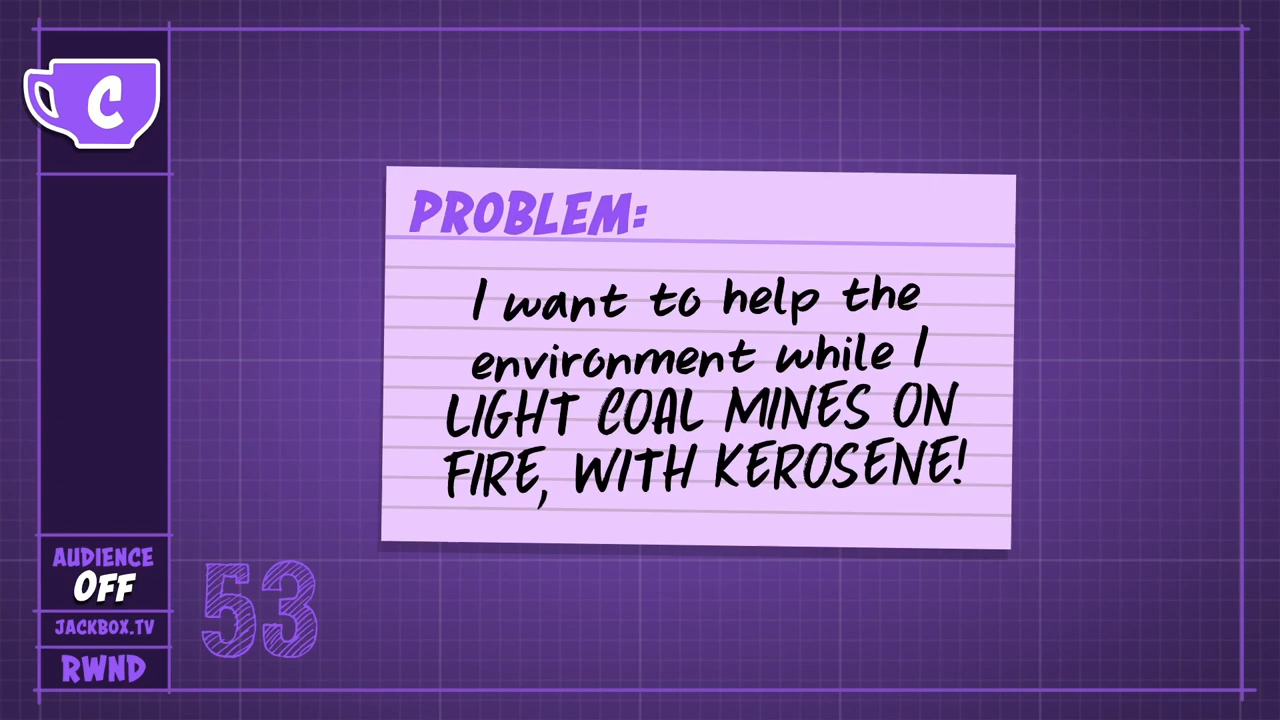 C
PROBLEM:
I want to help the
environment while I
LIGHT COAL MINES ON
FIRE, WITH KEROSENE!
AUDIENCE
OFF
JACKBOX.TV
RWND
53